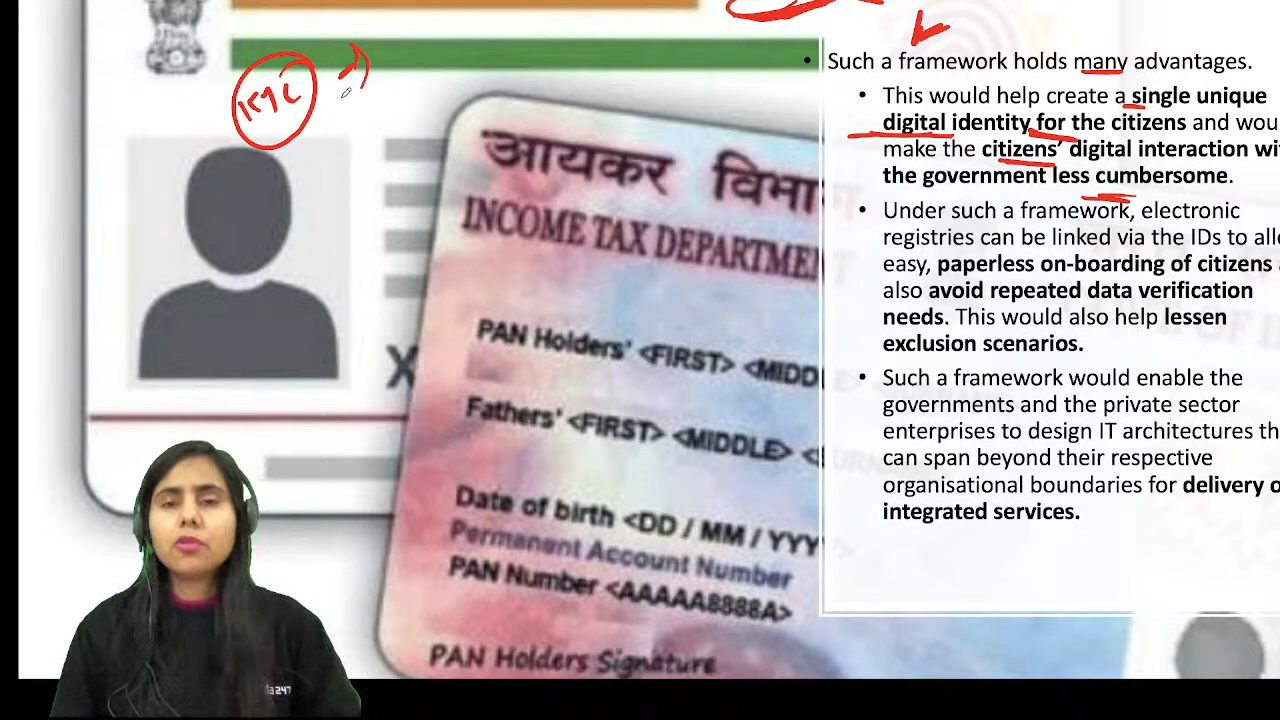 KYC
आयकर विभा
INCOME TAX DEPARTMEN
PAN Holders' <FIRST> <MIDD
Fathers' <FIRST> <MIDDLE> <
Date of birth <DD / MM / YYY
Permanent Account Number
PAN Number <AAAAA8888A>
PAN Holders Signature
X
• Such a framework holds many advantages.
• This would help create a single unique
digital identity for the citizens and wou
make the citizens' digital interaction wi
the government less cumbersome.
• Under such a framework, electronic
registries can be linked via the IDs to all
easy, paperless on-boarding of citizens
also avoid repeated data verification
needs. This would also help lessen
exclusion scenarios.
• Such a framework would enable the
governments and the private sector
enterprises to design IT architectures th
can span beyond their respective
organisational boundaries for delivery o
integrated services.
247